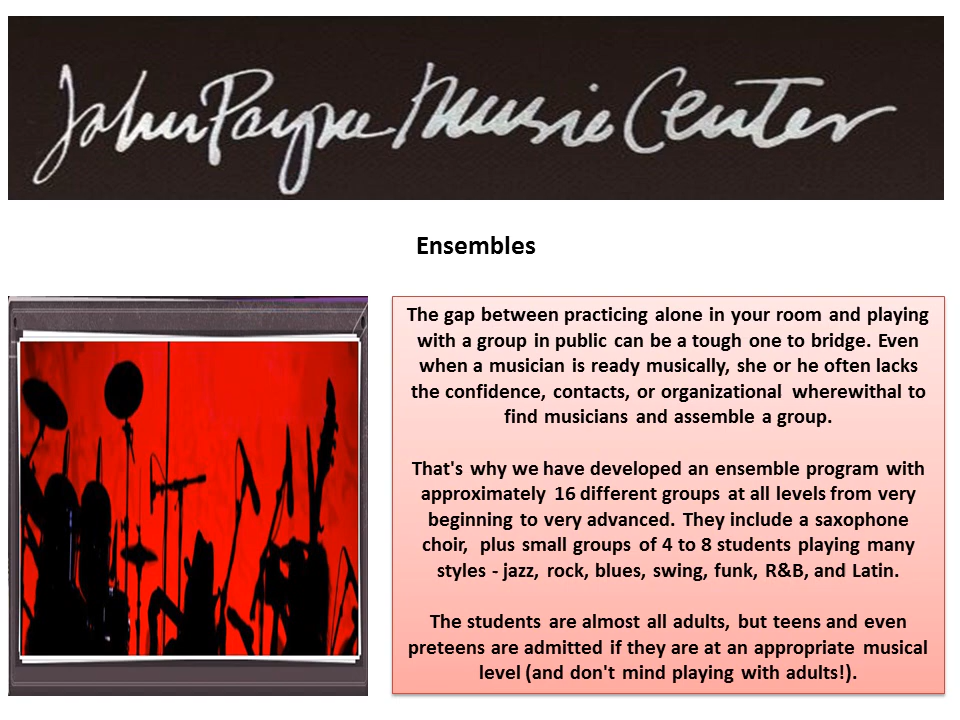 John Payne Music Center
Ensembles
The gap between practicing alone in your room and playing
with a group in public can be a tough one to bridge. Even
when a musician is ready musically, she or he often lacks
the confidence, contacts, or organizational wherewithal to
find musicians and assemble a group.
That's why we have developed an ensemble program with
approximately 16 different groups at all levels from very
beginning to very advanced. They include a saxophone
choir, plus small groups of 4 to 8 students playing many
styles - jazz, rock, blues, swing, funk, R&B, and Latin.
The students are almost all adults, but teens and even
preteens are admitted if they are at an appropriate musical
level (and don't mind playing with adults!).